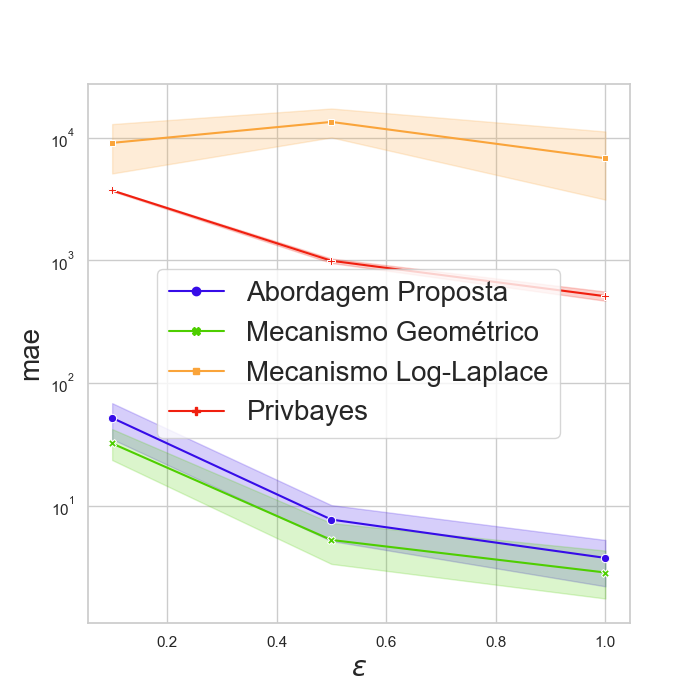 10⁴
10³
10²
10¹
mae
Abordagem Proposta
Mecanismo Geométrico
Mecanismo Log-Laplace
Privbayes
0.2 0.4 0.6 0.8 1.0
ε